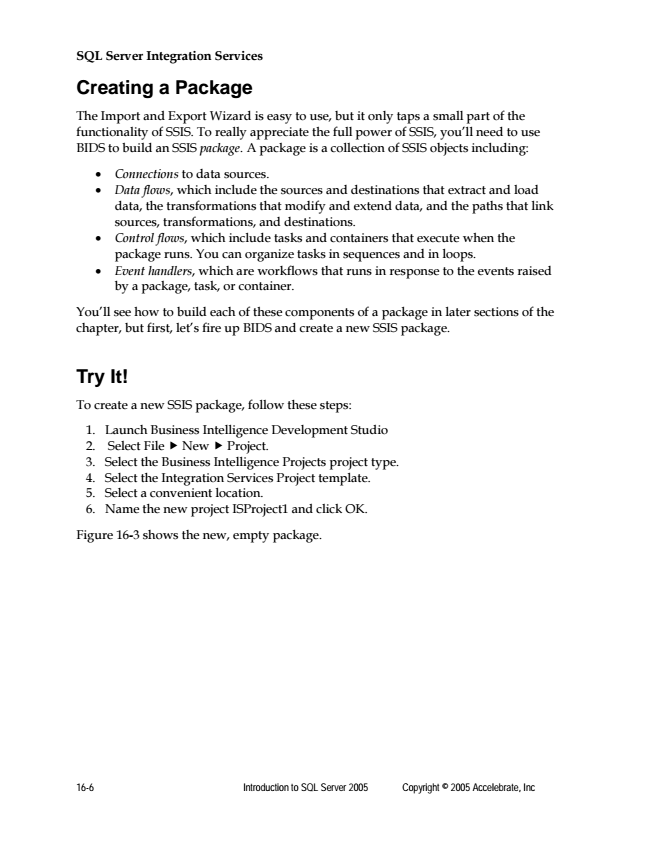 SQL Server Integration Services
Creating a Package
The Import and Export Wizard is easy to use, but it only taps a small part of the
functionality of SSIS. To really appreciate the full power of SSIS, you'll need to use
BIDS to build an SSIS package. A package is a collection of SSIS objects including:
• Connections to data sources.
• Data flows, which include the sources and destinations that extract and load
data, the transformations that modify and extend data, and the paths that link
sources, transformations, and destinations.
• Control flows, which include tasks and containers that execute when the
package runs. You can organize tasks in sequences and in loops.
• Event handlers, which are workflows that runs in response to the events raised
by a package, task, or container.
You'll see how to build each of these components of a package in later sections of the
chapter, but first, let's fire up BIDS and create a new SSIS package.
Try It!
To create a new SSIS package, follow these steps:
1. Launch Business Intelligence Development Studio
2. Select File ▶ New ▶ Project.
3. Select the Business Intelligence Projects project type.
4. Select the Integration Services Project template.
5. Select a convenient location.
6. Name the new project ISProject1 and click OK.
Figure 16-3 shows the new, empty package.
16-6 Introduction to SQL Server 2005 Copyright © 2005 Accelebrate, Inc